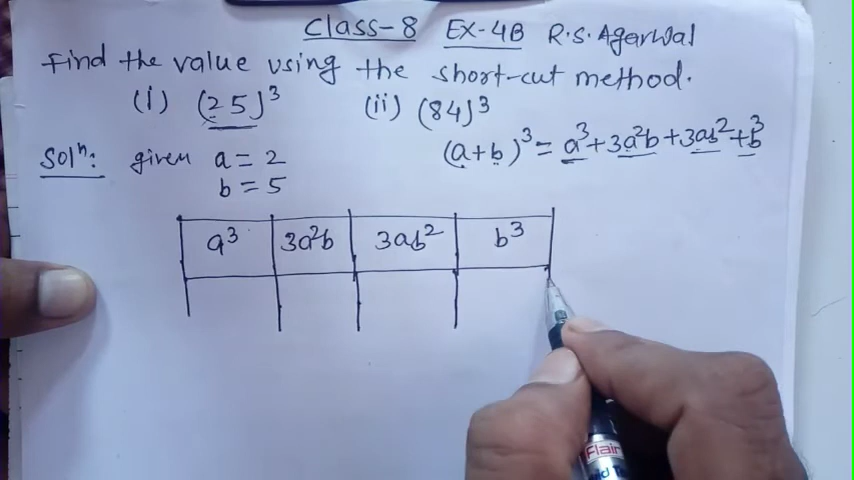 Class-8 EX-4B R.S.Agarwal
Find the value using the short-cut method.
(i) (25)³ (ii) (84)³
(a+b)³ = a³+3a²b+3ab²+b³
Solⁿ: given a = 2
b = 5
a³ 3a²b 3ab² b³
Flair